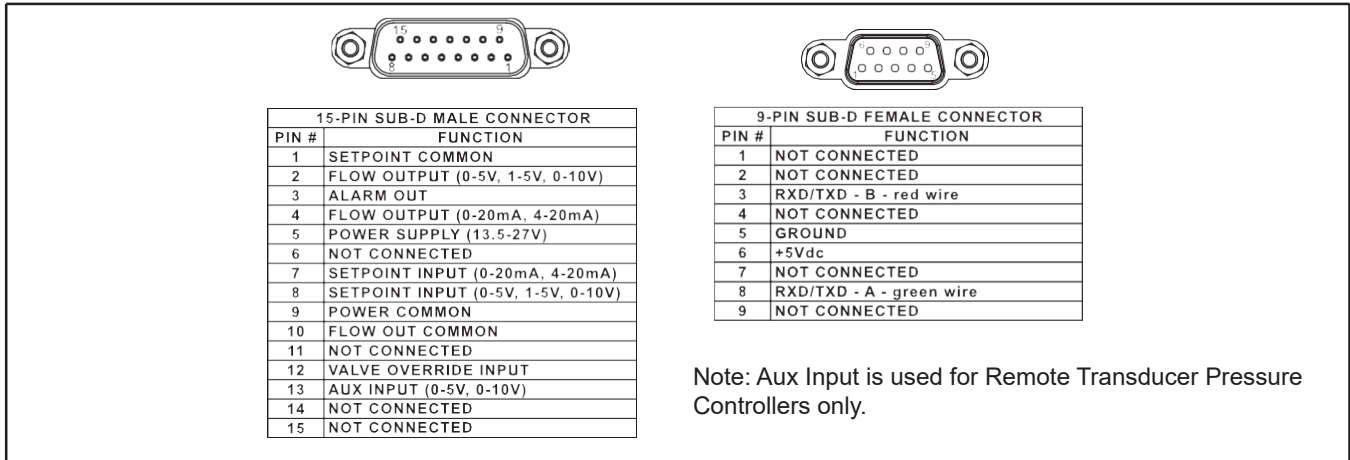 15 9
8 1
6 9
1 5
15-PIN SUB-D MALE CONNECTOR
PIN # FUNCTION
1 SETPOINT COMMON
2 FLOW OUTPUT (0-5V, 1-5V, 0-10V)
3 ALARM OUT
4 FLOW OUTPUT (0-20mA, 4-20mA)
5 POWER SUPPLY (13.5-27V)
6 NOT CONNECTED
7 SETPOINT INPUT (0-20mA, 4-20mA)
8 SETPOINT INPUT (0-5V, 1-5V, 0-10V)
9 POWER COMMON
10 FLOW OUT COMMON
11 NOT CONNECTED
12 VALVE OVERRIDE INPUT
13 AUX INPUT (0-5V, 0-10V)
14 NOT CONNECTED
15 NOT CONNECTED
9-PIN SUB-D FEMALE CONNECTOR
PIN # FUNCTION
1 NOT CONNECTED
2 NOT CONNECTED
3 RXD/TXD - B - red wire
4 NOT CONNECTED
5 GROUND
6 +5Vdc
7 NOT CONNECTED
8 RXD/TXD - A - green wire
9 NOT CONNECTED
Note: Aux Input is used for Remote Transducer Pressure
Controllers only.